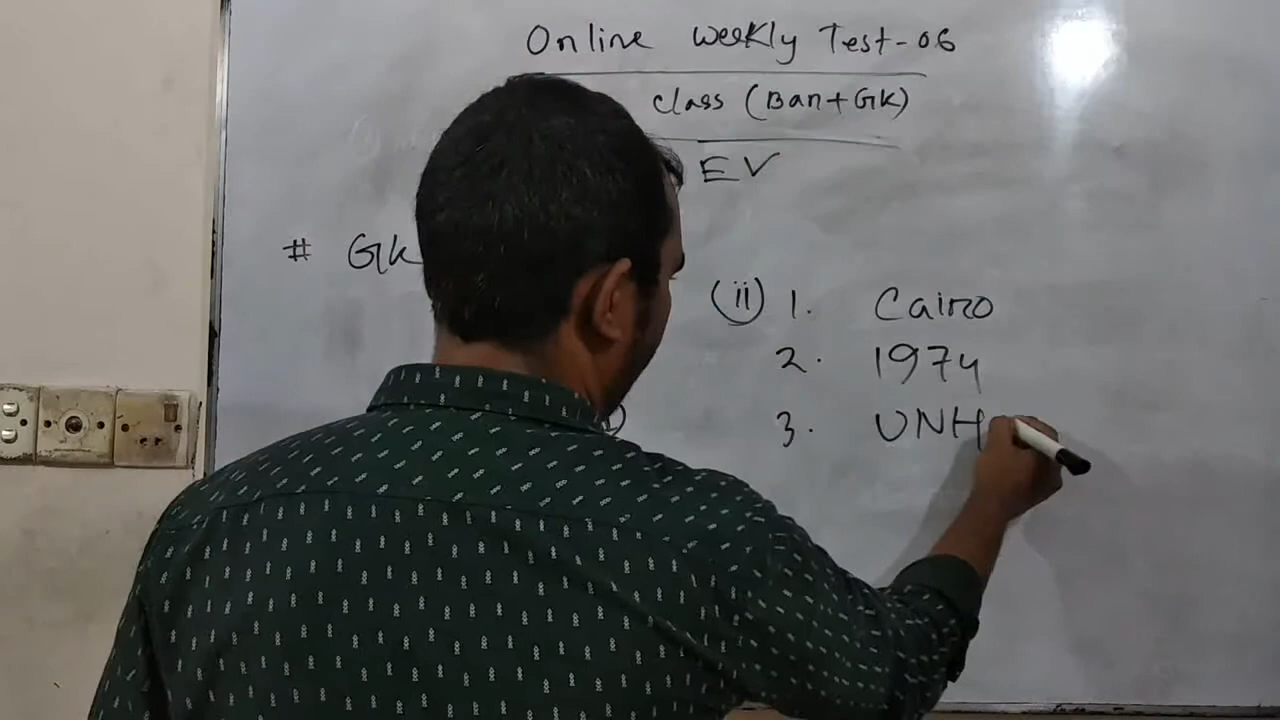 Online Weekly Test-06
Class (Ban+GK)
EV
# GK
(ii) 1. Cairo
2. 1974
3. UNH